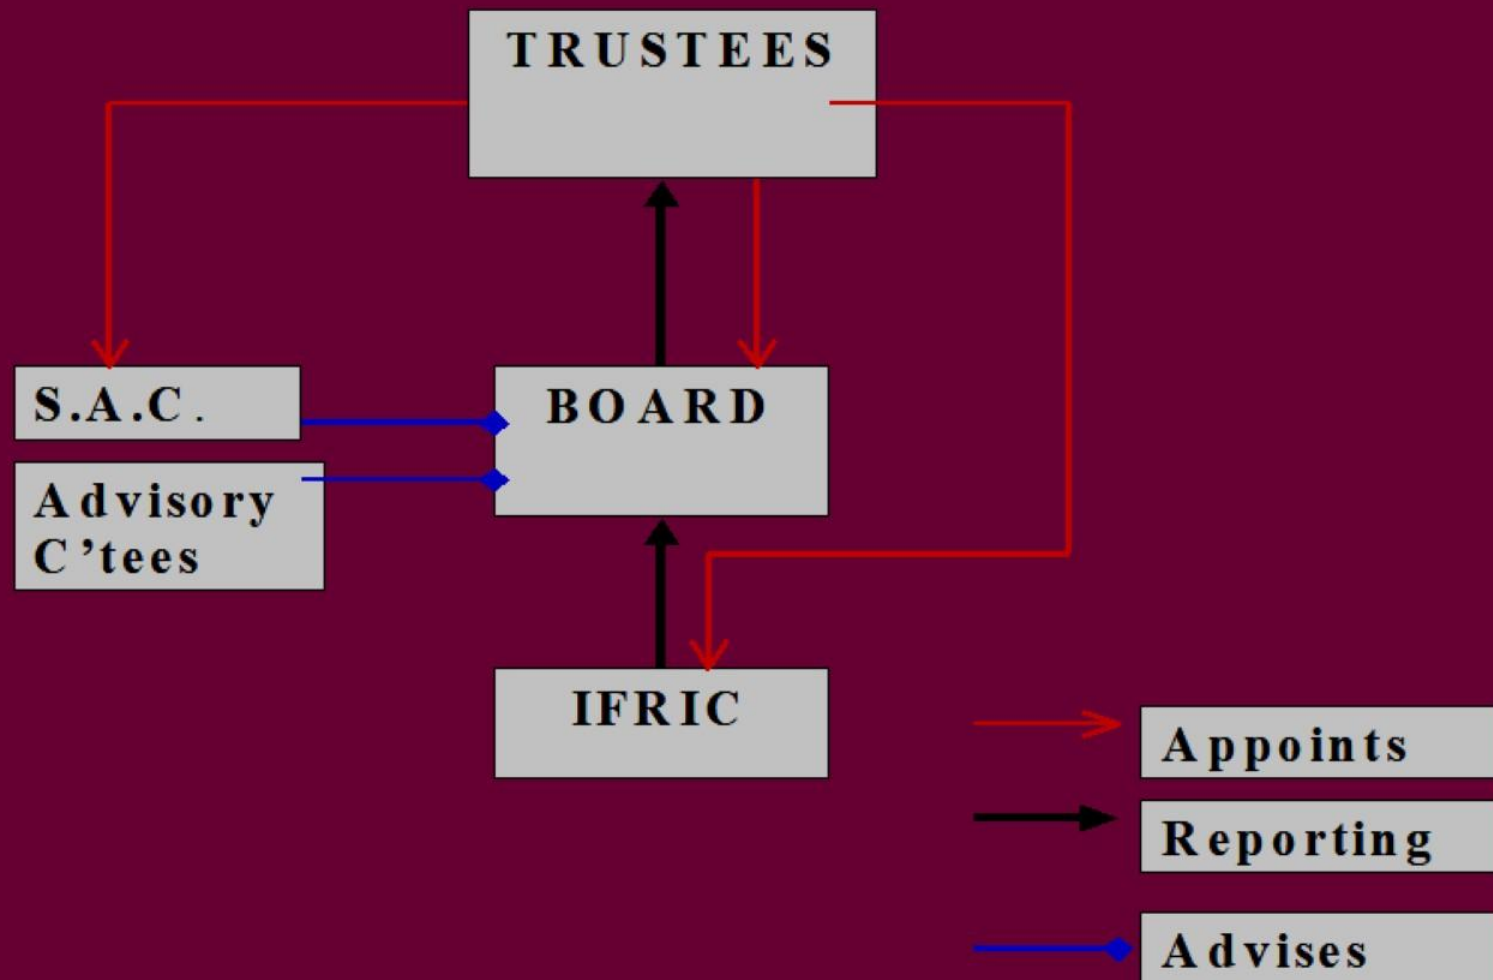 TRUSTEES
S.A.C.
BOARD
Advisory
C’tees
IFRIC
Appoints
Reporting
Advises